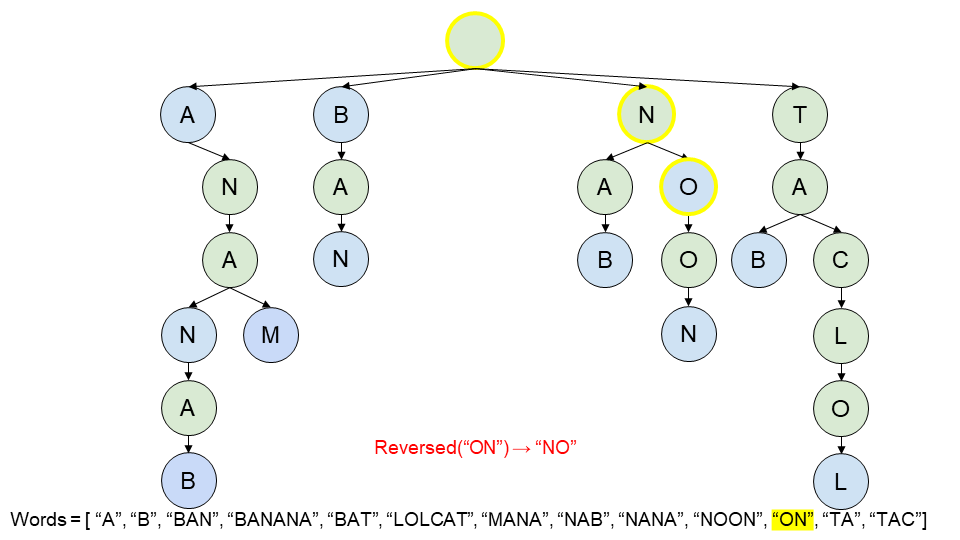 A B N T
N A A O A
A N B O B C
N M N L
A O
Reversed(“ON”) → “NO”
B L
Words = [ “A”, “B”, “BAN”, “BANANA”, “BAT”, “LOLCAT”, “MANA”, “NAB”, “NANA”, “NOON”, “ON”, “TA”, “TAC”]